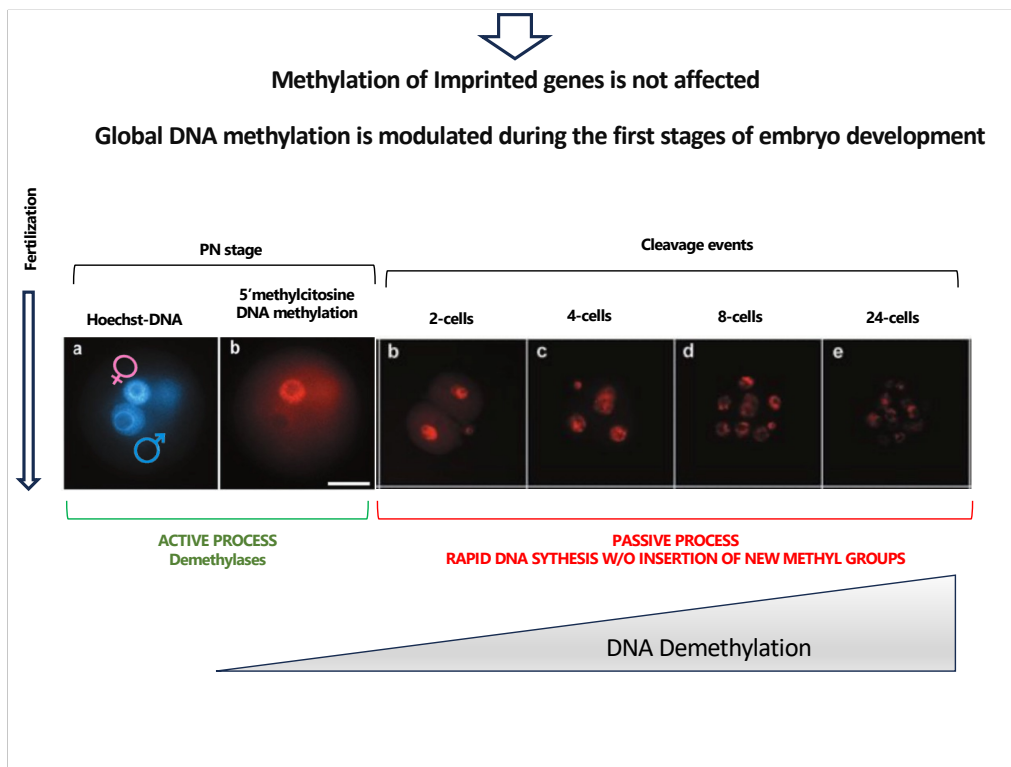 Methylation of Imprinted genes is not affected
Global DNA methylation is modulated during the first stages of embryo development
Fertilization
PN stage
Cleavage events
Hoechst-DNA
5´methylcitosine
DNA methylation
2-cells
4-cells
8-cells
24-cells
a
b
b
c
d
e
ACTIVE PROCESS
Demethylases
PASSIVE PROCESS
RAPID DNA SYTHESIS W/O INSERTION OF NEW METHYL GROUPS
DNA Demethylation